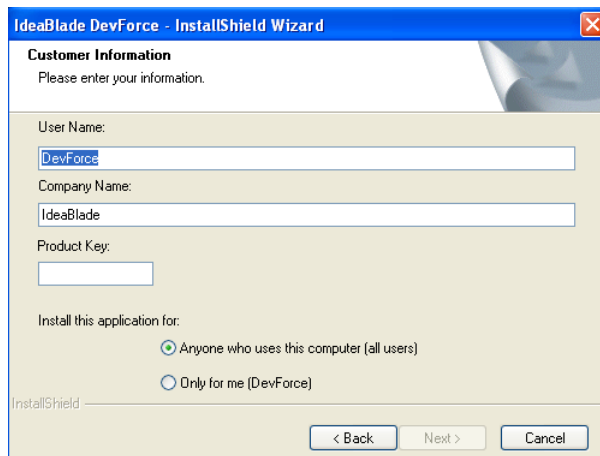 IdeaBlade DevForce - InstallShield Wizard
Customer Information
Please enter your information.
User Name:
DevForce
Company Name:
IdeaBlade
Product Key:
Install this application for:
Anyone who uses this computer (all users)
Only for me (DevForce)
InstallShield
< Back Next > Cancel